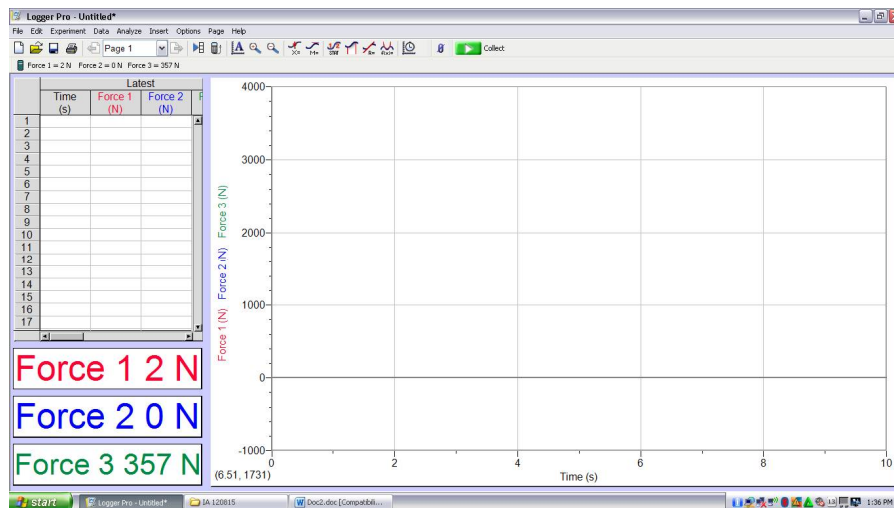 Logger Pro - Untitled*
File Edit Experiment Data Analyze Insert Options Page Help
Page 1
Collect
Force 1 = 2 N Force 2 = 0 N Force 3 = 357 N
Latest
Time Force 1 Force 2 F
(s) (N) (N)
1
2
3
4
5
6
7
8
9
10
11
12
13
14
15
16
17
Force 1 2 N
Force 2 0 N
Force 3 357 N
Force 1 (N) Force 2 (N) Force 3 (N)
4000
3000
2000
1000
0
-1000
0 2 4 6 8 10
(6.51, 1731)
Time (s)
start
Logger Pro - Untitled*
IA 120815
Doc2.doc [Compatibili...
1:36 PM